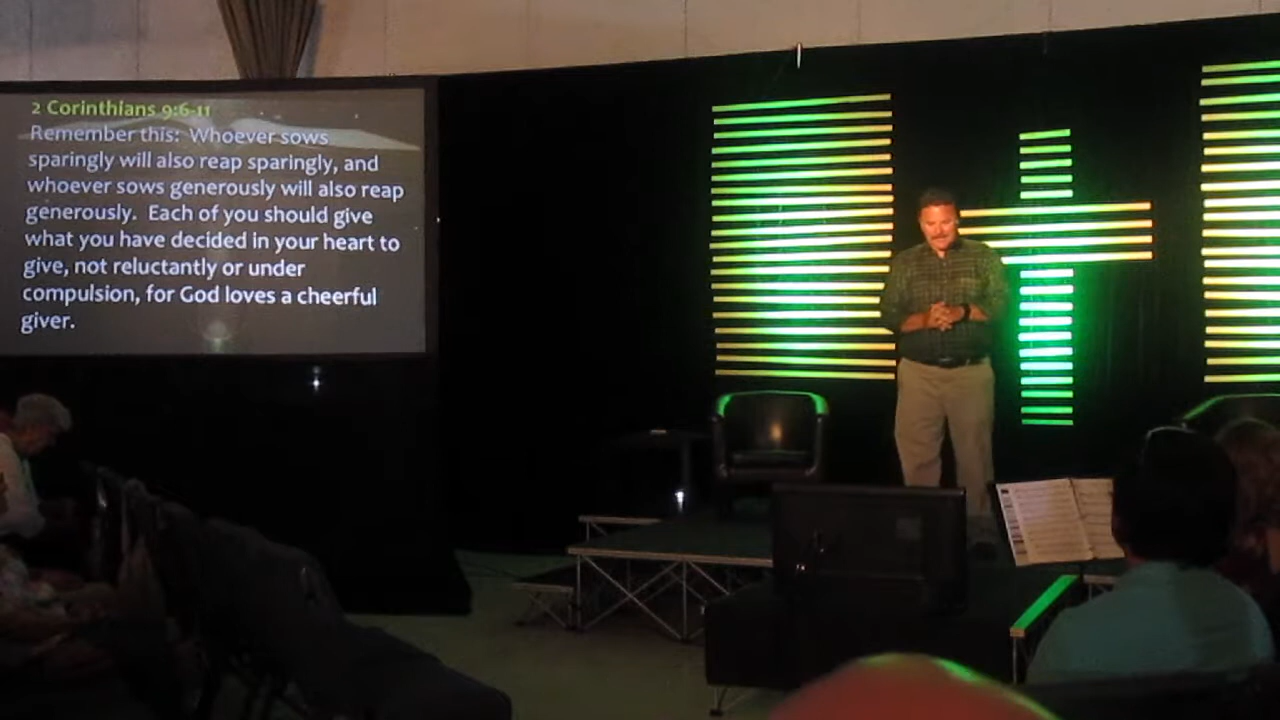 2 Corinthians 9:6-11
Remember this: Whoever sows
sparingly will also reap sparingly, and
whoever sows generously will also reap
generously. Each of you should give
what you have decided in your heart to
give, not reluctantly or under
compulsion, for God loves a cheerful
giver.